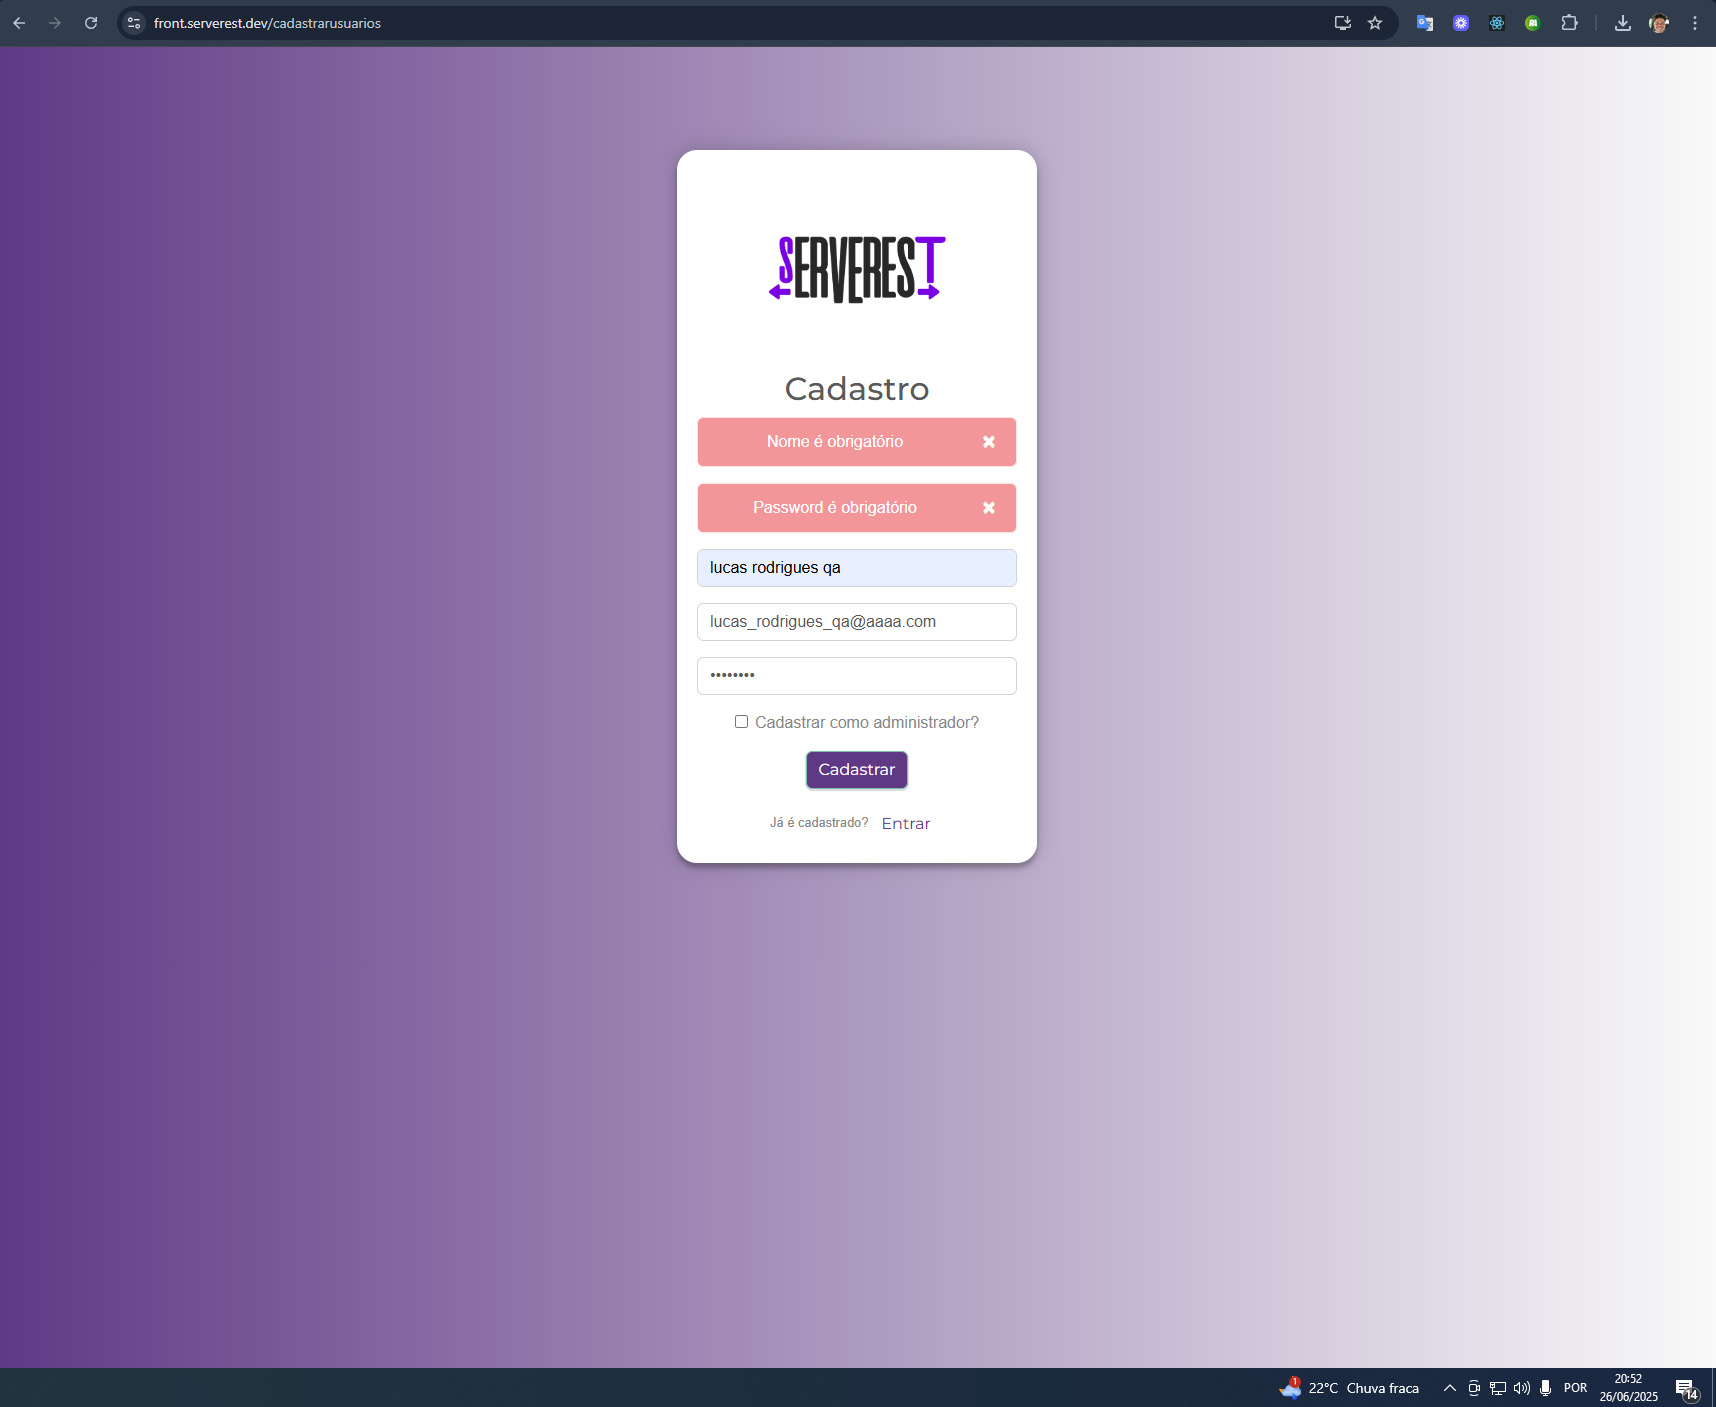 front.serverest.dev/cadastrarusuarios
SERVEREST
Cadastro
Nome é obrigatório
Password é obrigatório
lucas rodrigues qa
lucas_rodrigues_qa@aaaa.com
••••••••
Cadastrar como administrador?
Cadastrar
Já é cadastrado? Entrar
1
22°C Chuva fraca
POR
20:52
26/06/2025
14